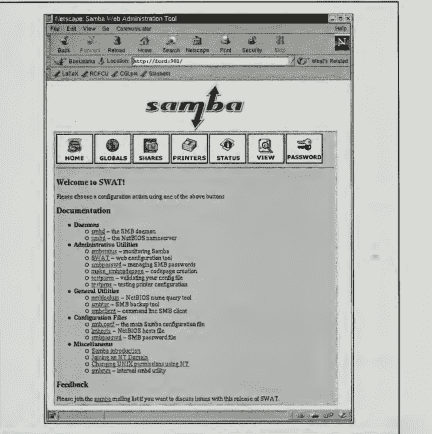 Netscape: Samba Web Administration Tool
File Edit View Go Communicator Help
Back Forward Reload Home Search Netscape Print Security Stop
Bookmarks Location: http://ford:901/ What's Related
LaTeX
samba
HOME GLOBALS SHARES PRINTERS STATUS VIEW PASSWORD
Welcome to SWAT!
Please choose a configuration action using one of the above buttons
Documentation
Daemons
smbd - the SMB daemon
nmbd - the NetBIOS nameserver
Administrative Utilities
smbstatus - monitoring Samba
SWAT - web configuration tool
smbpasswd - managing SMB passwords
make_smbcodepage - codepage creation
testparm - validating your config file
testprns - testing printer configuration
General Utilities
nmblookup - NetBIOS name query tool
smbtar - SMB backup tool
smbclient - command line SMB client
Configuration Files
smb.conf - the main Samba configuration file
lmhosts - NetBIOS hosts file
smbpasswd - SMB password file
Miscellaneous
Samba introduction
Joining an NT Domain
Changing UNIX permissions using NT
smbrun - internal smbd utility
Feedback
Please join the samba mailing list if you want to discuss issues with this release of SWAT.